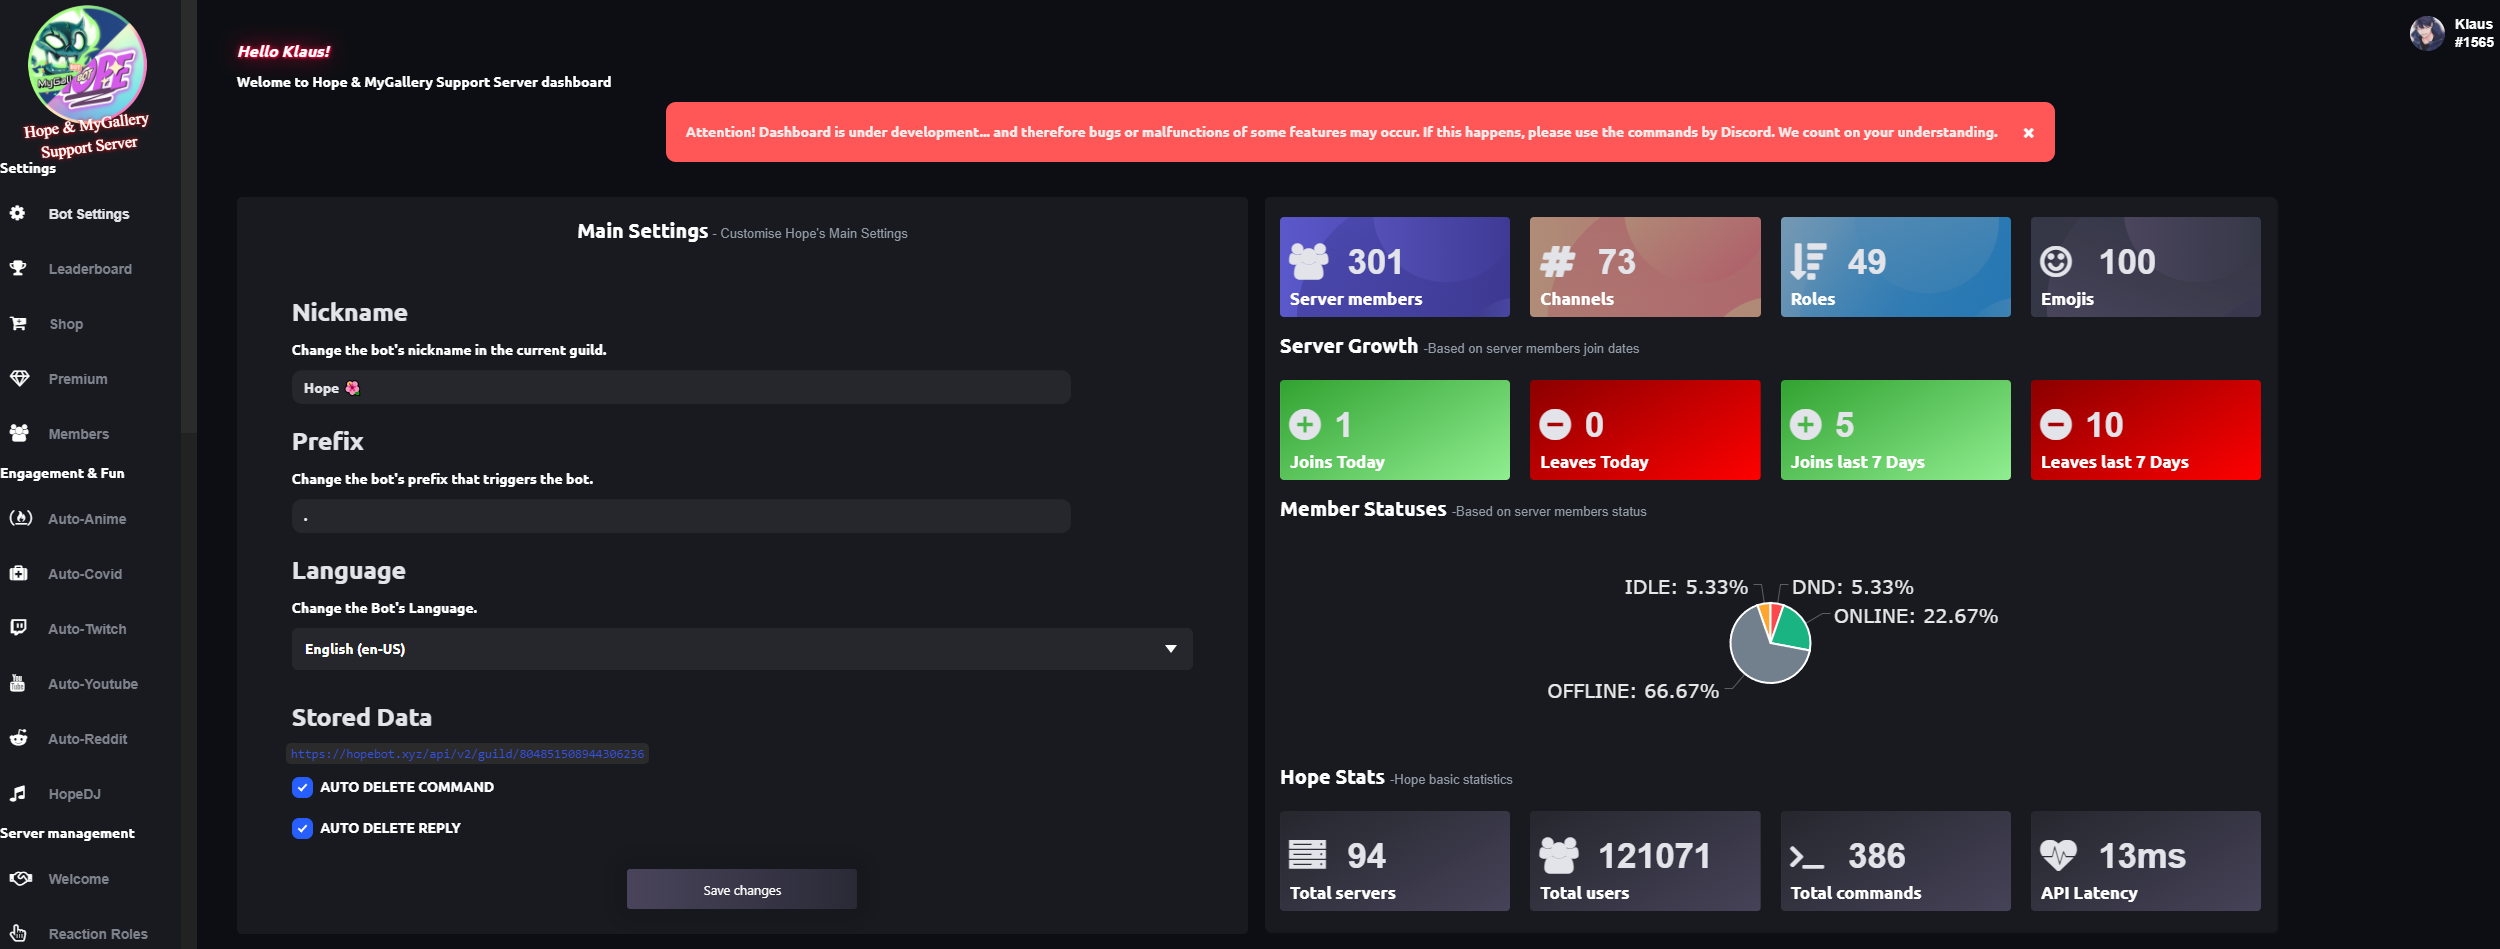 Hope & MyGallery
Support Server
Settings
Bot Settings
Leaderboard
Shop
Premium
Members
Engagement & Fun
Auto-Anime
Auto-Covid
Auto-Twitch
Auto-Youtube
Auto-Reddit
HopeDJ
Server management
Welcome
Reaction Roles
Hello Klaus!
Welome to Hope & MyGallery Support Server dashboard
Klaus
#1565
Attention! Dashboard is under development... and therefore bugs or malfunctions of some features may occur. If this happens, please use the commands by Discord. We count on your understanding.
Main Settings - Customise Hope's Main Settings
Nickname
Change the bot's nickname in the current guild.
Hope 🌺
Prefix
Change the bot's prefix that triggers the bot.
.
Language
Change the Bot's Language.
English (en-US)
Stored Data
https://hopebot.xyz/api/v2/guild/804851508944306236
AUTO DELETE COMMAND
AUTO DELETE REPLY
Save changes
301
Server members
73
Channels
49
Roles
100
Emojis
Server Growth -Based on server members join dates
1
Joins Today
0
Leaves Today
5
Joins last 7 Days
10
Leaves last 7 Days
Member Statuses -Based on server members status
IDLE: 5.33%
DND: 5.33%
ONLINE: 22.67%
OFFLINE: 66.67%
Hope Stats -Hope basic statistics
94
Total servers
121071
Total users
386
Total commands
13ms
API Latency